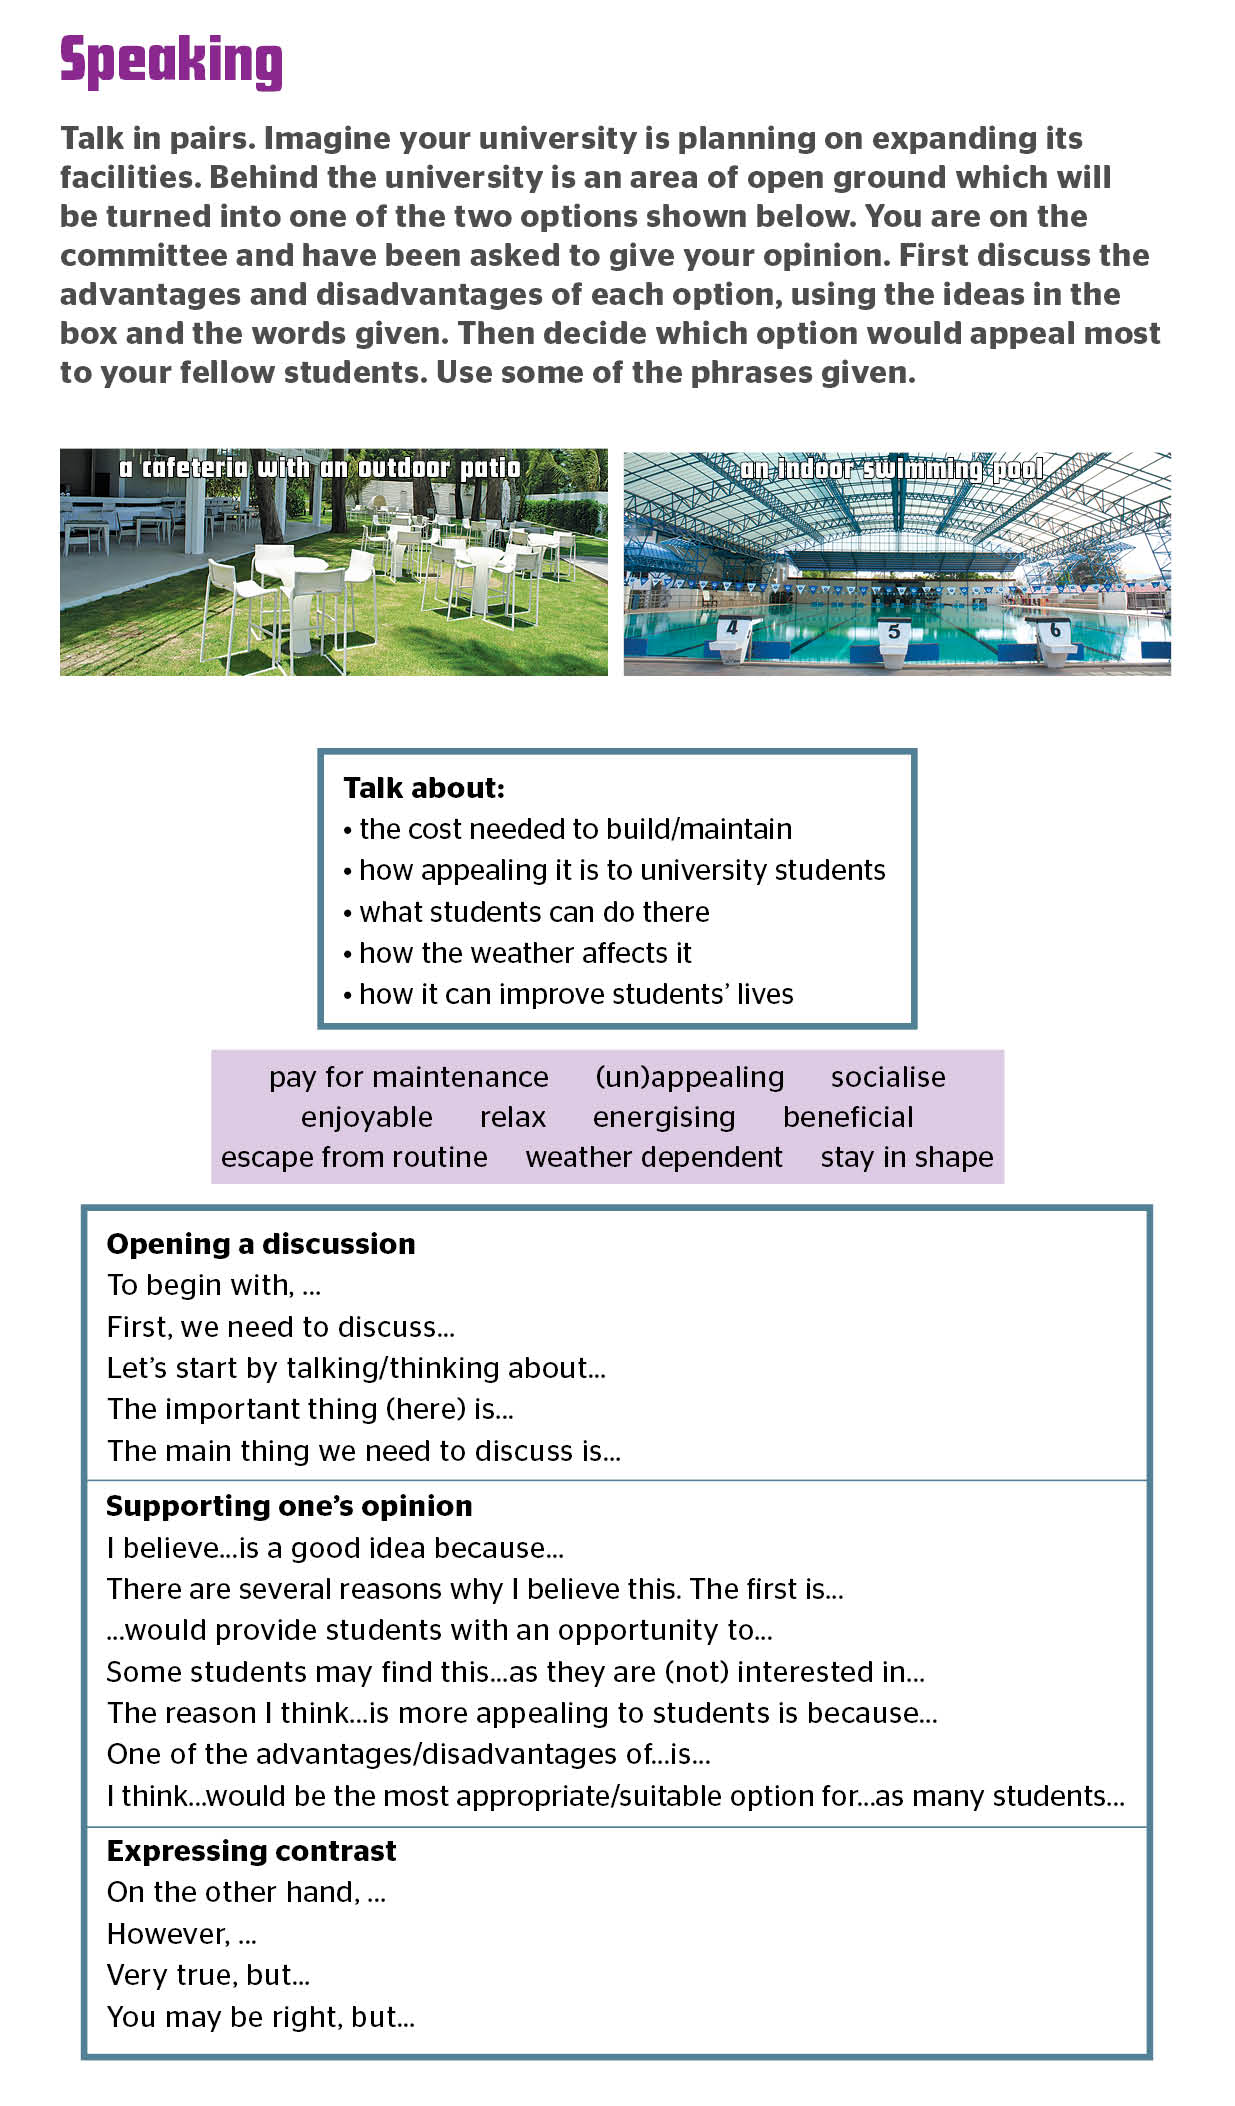 Speaking
Talk in pairs. Imagine your university is planning on expanding its
facilities. Behind the university is an area of open ground which will
be turned into one of the two options shown below. You are on the
committee and have been asked to give your opinion. First discuss the
advantages and disadvantages of each option, using the ideas in the
box and the words given. Then decide which option would appeal most
to your fellow students. Use some of the phrases given.
a cafeteria with an outdoor patio
an indoor swimming pool
4
5
6
Talk about:
• the cost needed to build/maintain
• how appealing it is to university students
• what students can do there
• how the weather affects it
• how it can improve students’ lives
pay for maintenance (un)appealing socialise
enjoyable relax energising beneficial
escape from routine weather dependent stay in shape
Opening a discussion
To begin with, ...
First, we need to discuss...
Let’s start by talking/thinking about...
The important thing (here) is...
The main thing we need to discuss is...
Supporting one’s opinion
I believe...is a good idea because...
There are several reasons why I believe this. The first is...
...would provide students with an opportunity to...
Some students may find this...as they are (not) interested in...
The reason I think...is more appealing to students is because...
One of the advantages/disadvantages of...is...
I think...would be the most appropriate/suitable option for...as many students...
Expressing contrast
On the other hand, ...
However, ...
Very true, but...
You may be right, but...